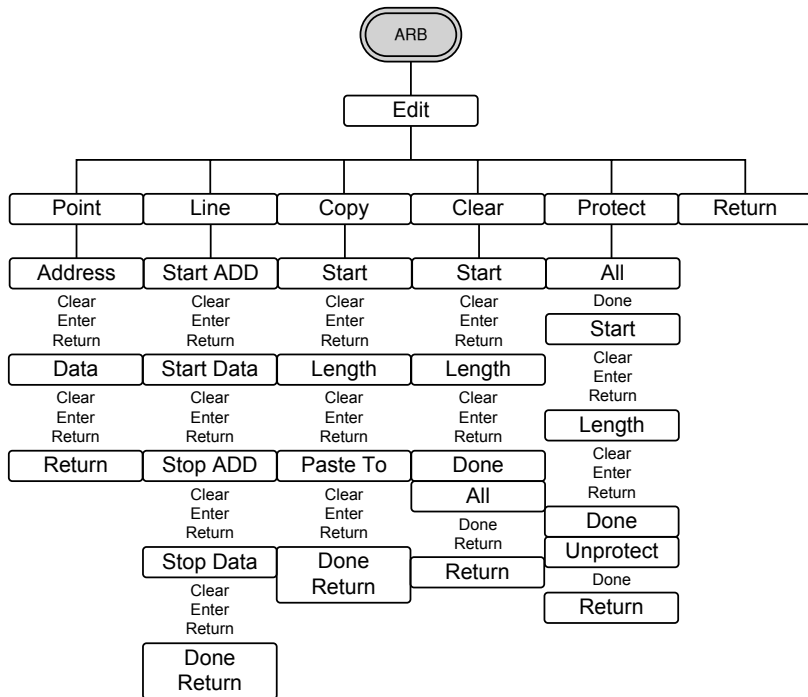 ARB
Edit
Point
Line
Copy
Clear
Protect
Return
Address
Clear
Enter
Return
Data
Clear
Enter
Return
Return
Start ADD
Clear
Enter
Return
Start Data
Clear
Enter
Return
Stop ADD
Clear
Enter
Return
Stop Data
Clear
Enter
Return
Done
Return
Start
Clear
Enter
Return
Length
Clear
Enter
Return
Paste To
Clear
Enter
Return
Done
Return
Start
Clear
Enter
Return
Length
Clear
Enter
Return
Done
All
Done
Return
Return
All
Done
Start
Clear
Enter
Return
Length
Clear
Enter
Return
Done
Unprotect
Done
Return